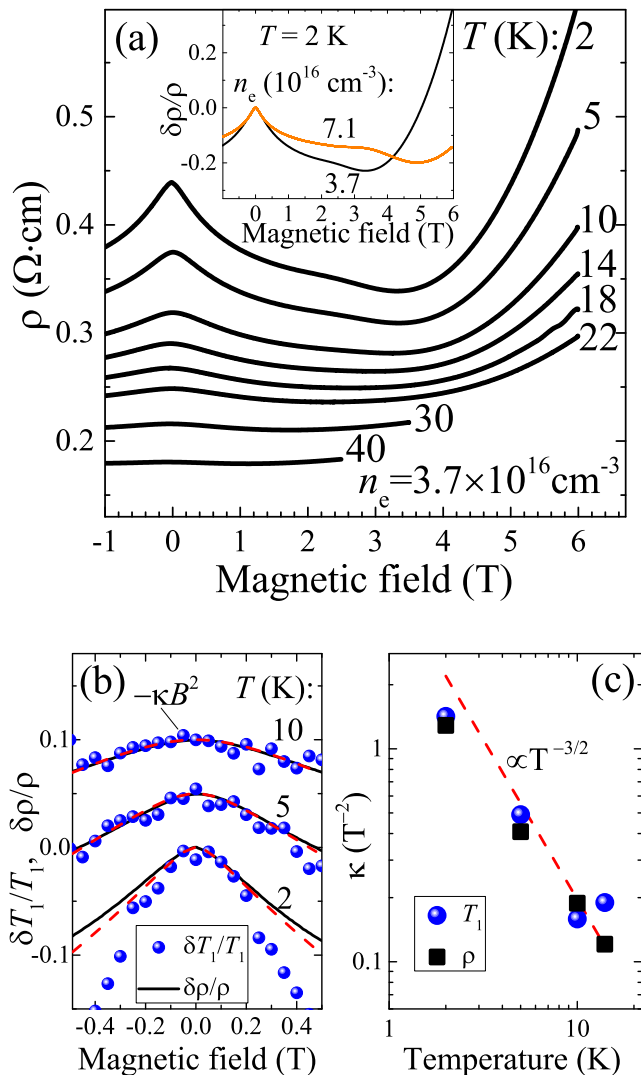 (a)
T = 2 K
n_e (10^16 cm^-3):
7.1
3.7
δρ/ρ
0.0
-0.2
0 1 2 3 4 5 6
Magnetic field (T)
T (K): 2
5
10
14
18
22
30
40
n_e=3.7×10^16cm^-3
ρ (Ω·cm)
0.5
0.4
0.3
0.2
-1 0 1 2 3 4 5 6
Magnetic field (T)
(b)
−κB^2
T (K):
10
5
2
δT_1/T_1
δρ/ρ
δT_1/T_1, δρ/ρ
0.1
0.0
-0.1
-0.4 -0.2 0.0 0.2 0.4
Magnetic field (T)
(c)
∝T^−3/2
T_1
ρ
κ (T^−2)
1
0.1
1 10
Temperature (K)